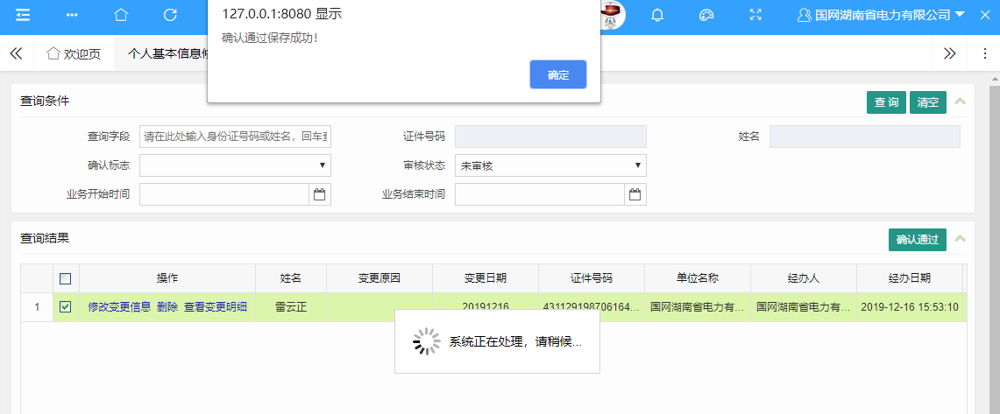 127.0.0.1:8080 显示
确认通过保存成功!
确定
国网湖南省电力有限公司
欢迎页
个人基本信息
查询条件
查 询
清空
查询字段
请在此处输入身份证号码或姓名，回车
证件号码
姓名
确认标志
审核状态
未审核
业务开始时间
业务结束时间
查询结果
确认通过
操作 姓名 变更原因 变更日期 证件号码 单位名称 经办人 经办日期
1 修改变更信息 删除 查看变更明细 雷云正 20191216 431129198706164... 国网湖南省电力有... 国网湖南省电力有... 2019-12-16 15:53:10
系统正在处理，请稍候...